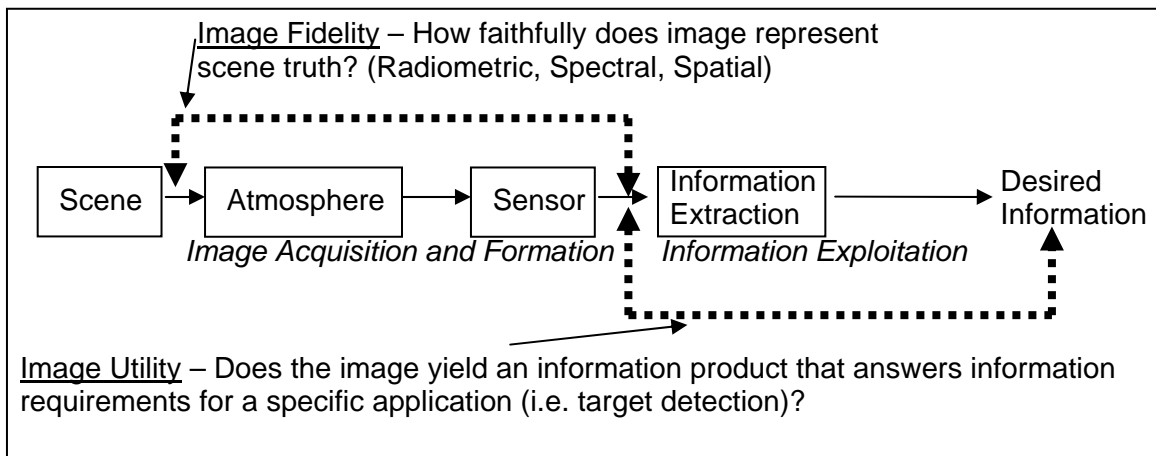 Image Fidelity – How faithfully does image represent
scene truth? (Radiometric, Spectral, Spatial)
Scene
Atmosphere
Sensor
Information
Extraction
Desired
Information
Image Acquisition and Formation
Information Exploitation
Image Utility – Does the image yield an information product that answers information
requirements for a specific application (i.e. target detection)?